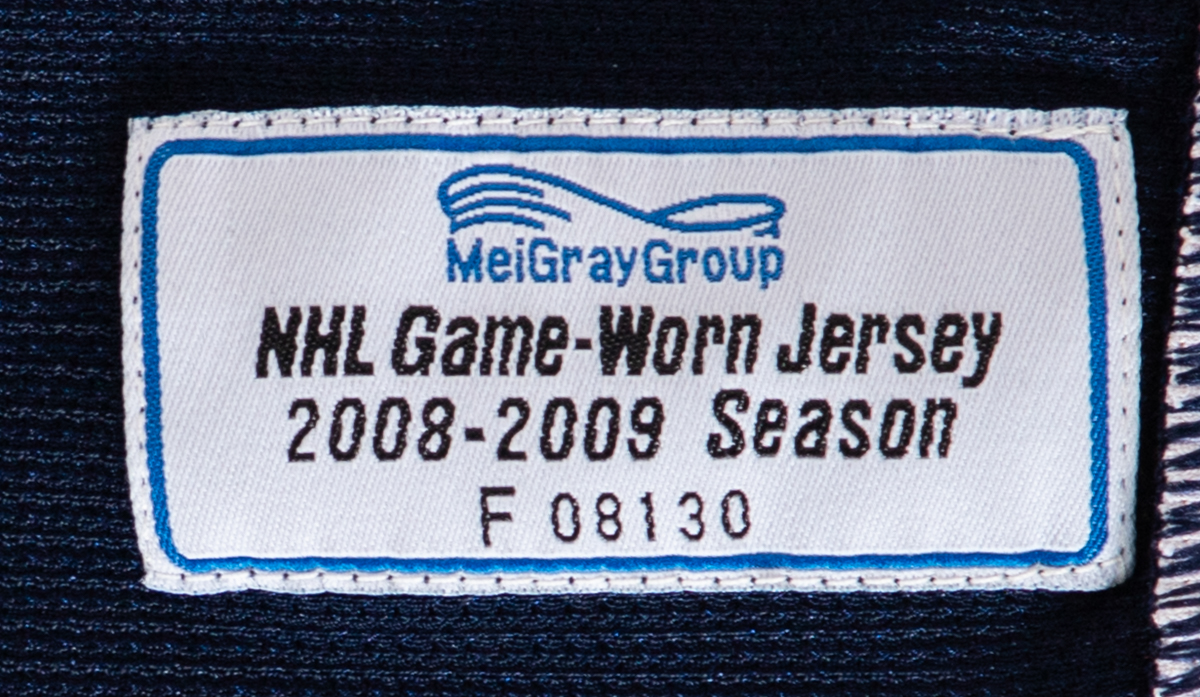 MeiGrayGroup
NHL Game-Worn Jersey
2008-2009 Season
F 08130